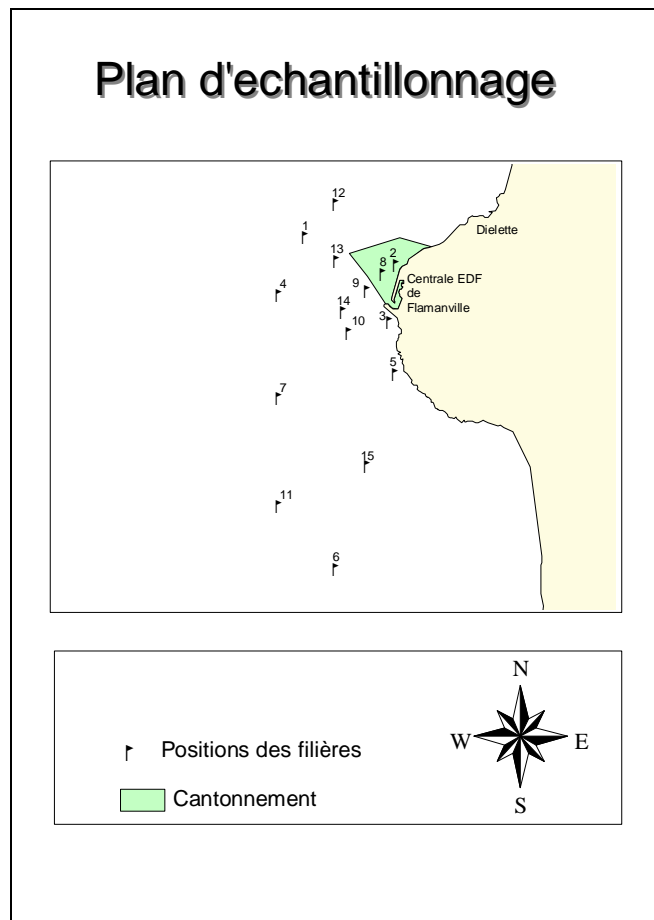 Plan d'echantillonnage
12
1
Dielette
13
2
8
Centrale EDF
de
Flamanville
4
9
14
10
3
5
7
15
11
6
N
W
E
S
Positions des filières
Cantonnement